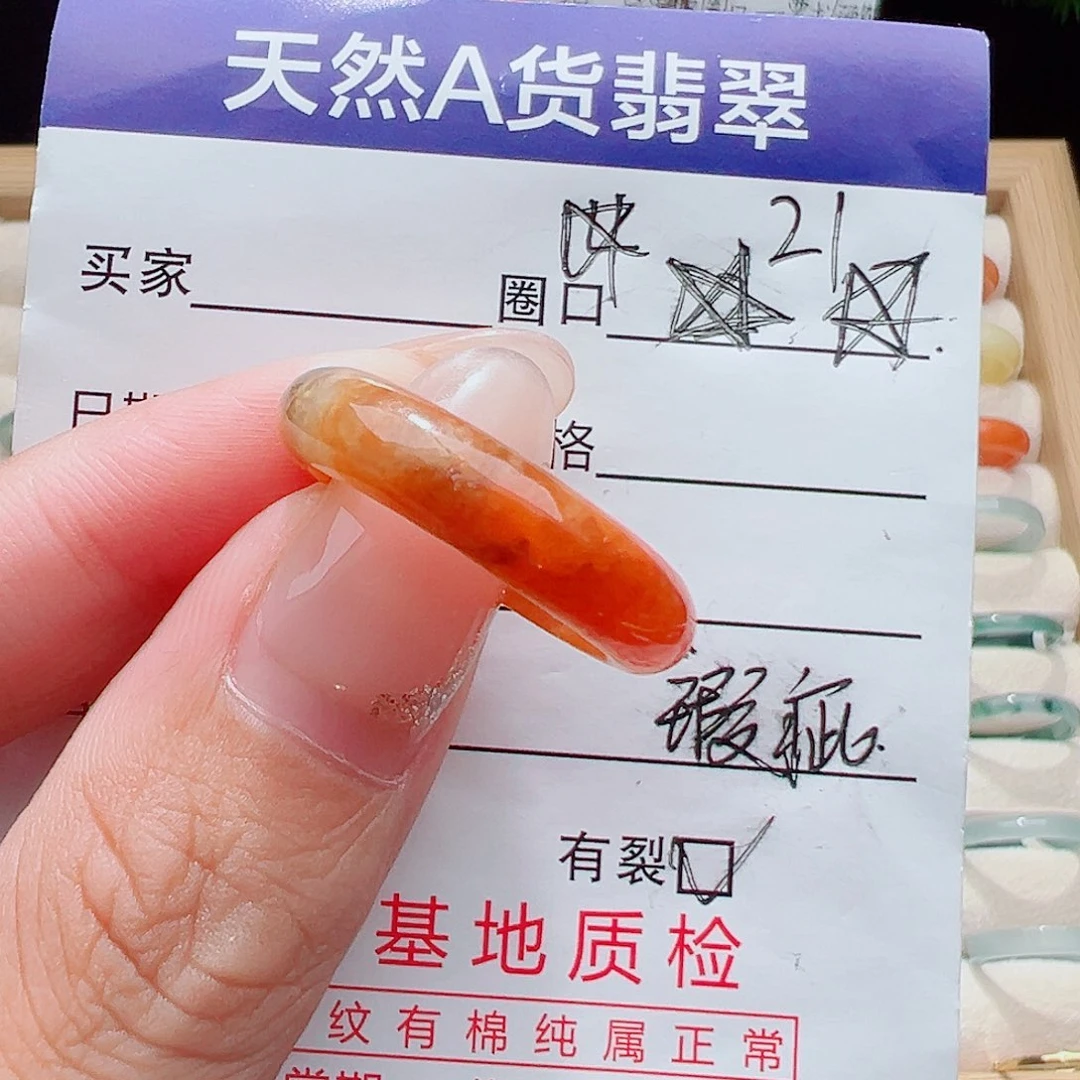 天然A货翡翠
买家 圈口 21
格
瑕疵.
有裂
基地质检
纹有棉纯属正常